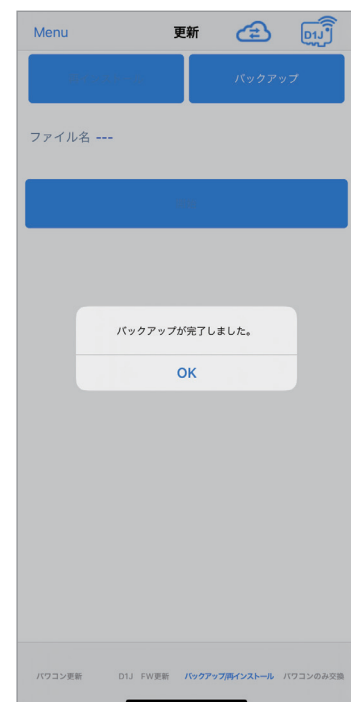 Menu
更新
D1J
バックアップ
ファイル名 ---
バックアップが完了しました。
OK
パワコン更新
D1J FW更新
バックアップ/再インストール
パワコンのみ交換